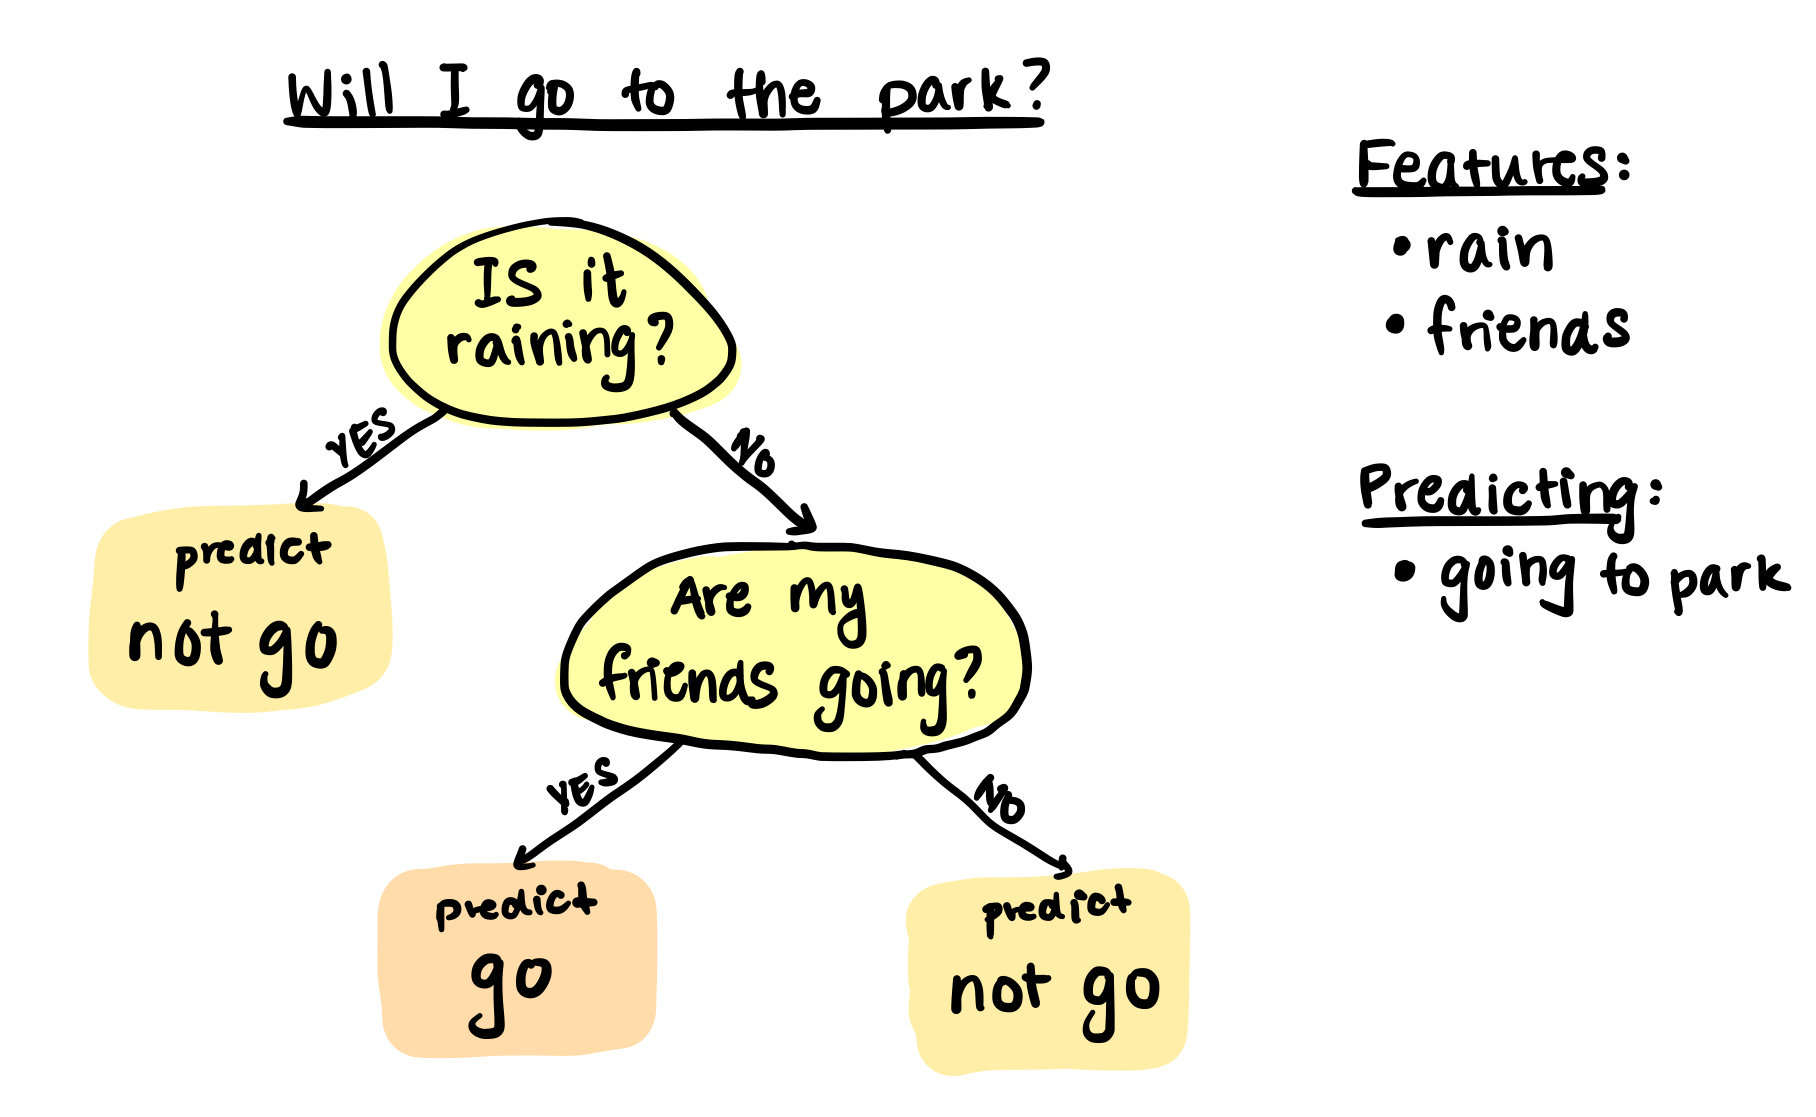 Will I go to the park?
IS it
raining?
YES
NO
predict
not go
Are my
friends going?
YES
NO
predict
go
predict
not go
Features:
• rain
• friends
Predicting:
• going to park